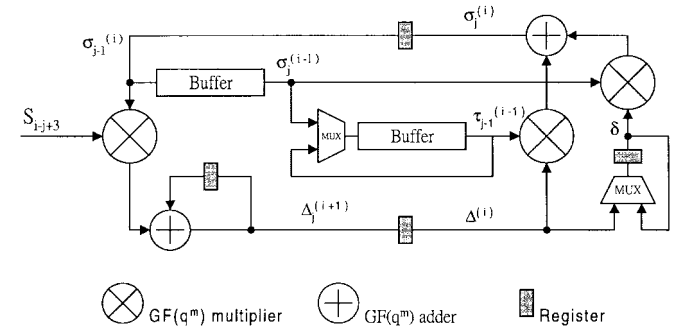 σj-1(i)
σj(i)
Buffer
σj(i-1)
Si-j+3
MUX
Buffer
τj-1(i-1)
δ
MUX
Δj(i+1)
Δ(i)
GF(qm) multiplier
GF(qm) adder
Register